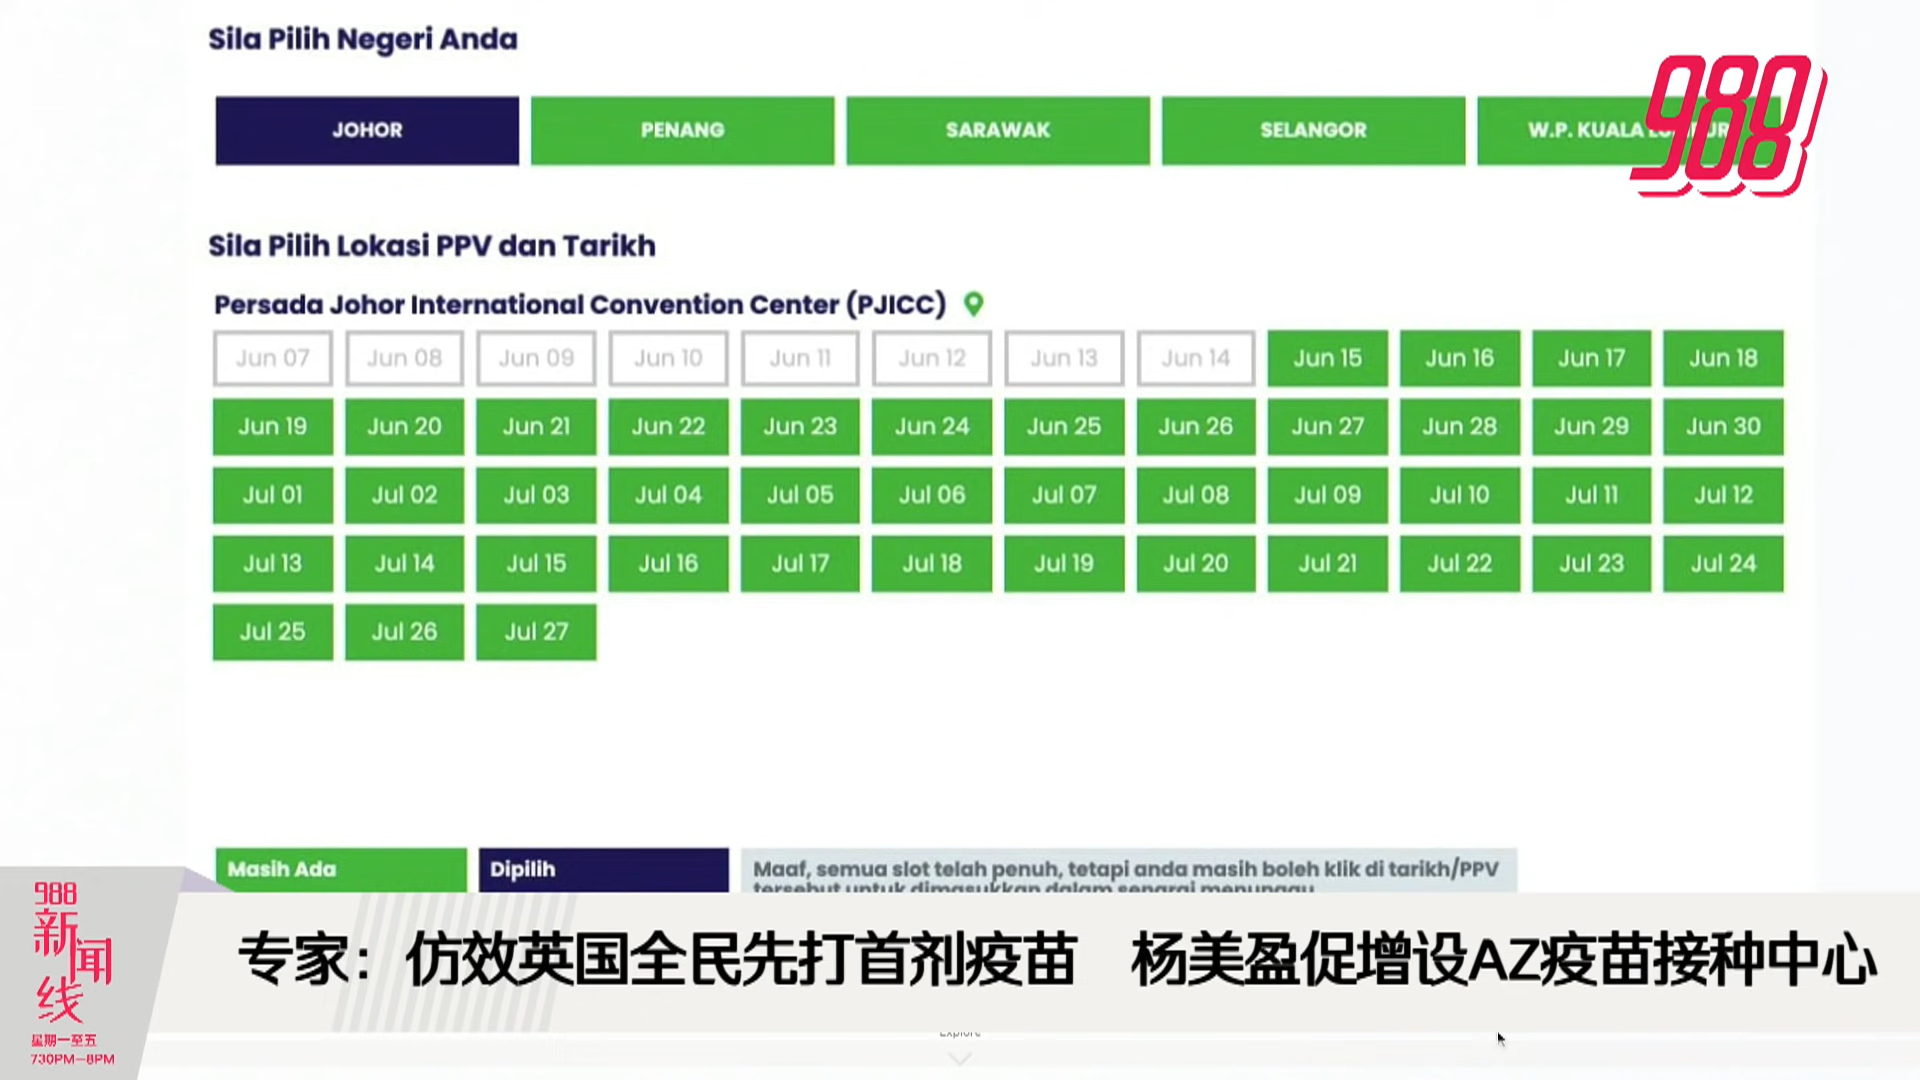 Sila Pilih Negeri Anda
988
JOHOR
PENANG
SARAWAK
SELANGOR
W.P. KUALA LUMPUR
Sila Pilih Lokasi PPV dan Tarikh
Persada Johor International Convention Center (PJICC)
Jun 07 Jun 08 Jun 09 Jun 10 Jun 11 Jun 12 Jun 13 Jun 14 Jun 15 Jun 16 Jun 17 Jun 18
Jun 19 Jun 20 Jun 21 Jun 22 Jun 23 Jun 24 Jun 25 Jun 26 Jun 27 Jun 28 Jun 29 Jun 30
Jul 01 Jul 02 Jul 03 Jul 04 Jul 05 Jul 06 Jul 07 Jul 08 Jul 09 Jul 10 Jul 11 Jul 12
Jul 13 Jul 14 Jul 15 Jul 16 Jul 17 Jul 18 Jul 19 Jul 20 Jul 21 Jul 22 Jul 23 Jul 24
Jul 25 Jul 26 Jul 27
Masih Ada
Dipilih
Maaf, semua slot telah penuh, tetapi anda masih boleh klik di tarikh/PPV
tersebut untuk dimasukkan dalam senarai menunggu
988
新闻
线
星期一至五
730PM-8PM
专家：仿效英国全民先打首剂疫苗 杨美盈促增设AZ疫苗接种中心
Explore